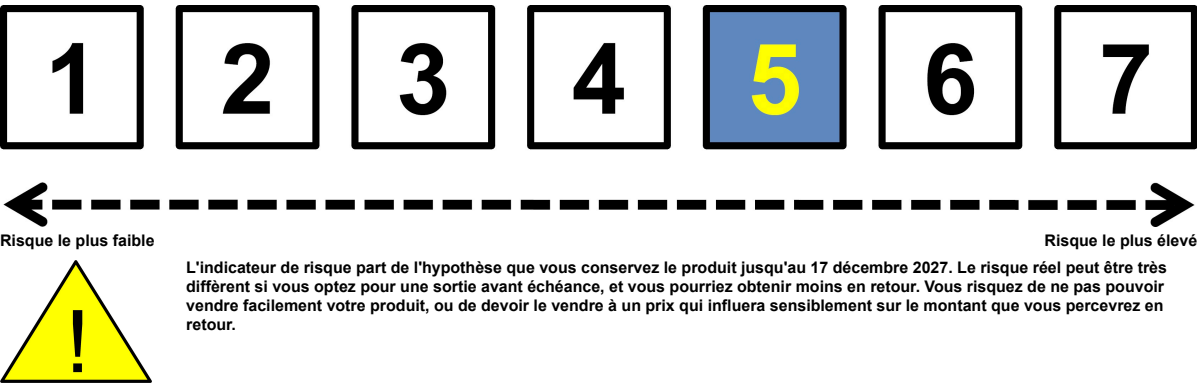 1 2 3 4 5 6 7
Risque le plus faible Risque le plus élevé
L'indicateur de risque part de l'hypothèse que vous conservez le produit jusqu'au 17 décembre 2027. Le risque réel peut être très
diffèrent si vous optez pour une sortie avant échéance, et vous pourriez obtenir moins en retour. Vous risquez de ne pas pouvoir
vendre facilement votre produit, ou de devoir le vendre à un prix qui influera sensiblement sur le montant que vous percevrez en
retour.
!